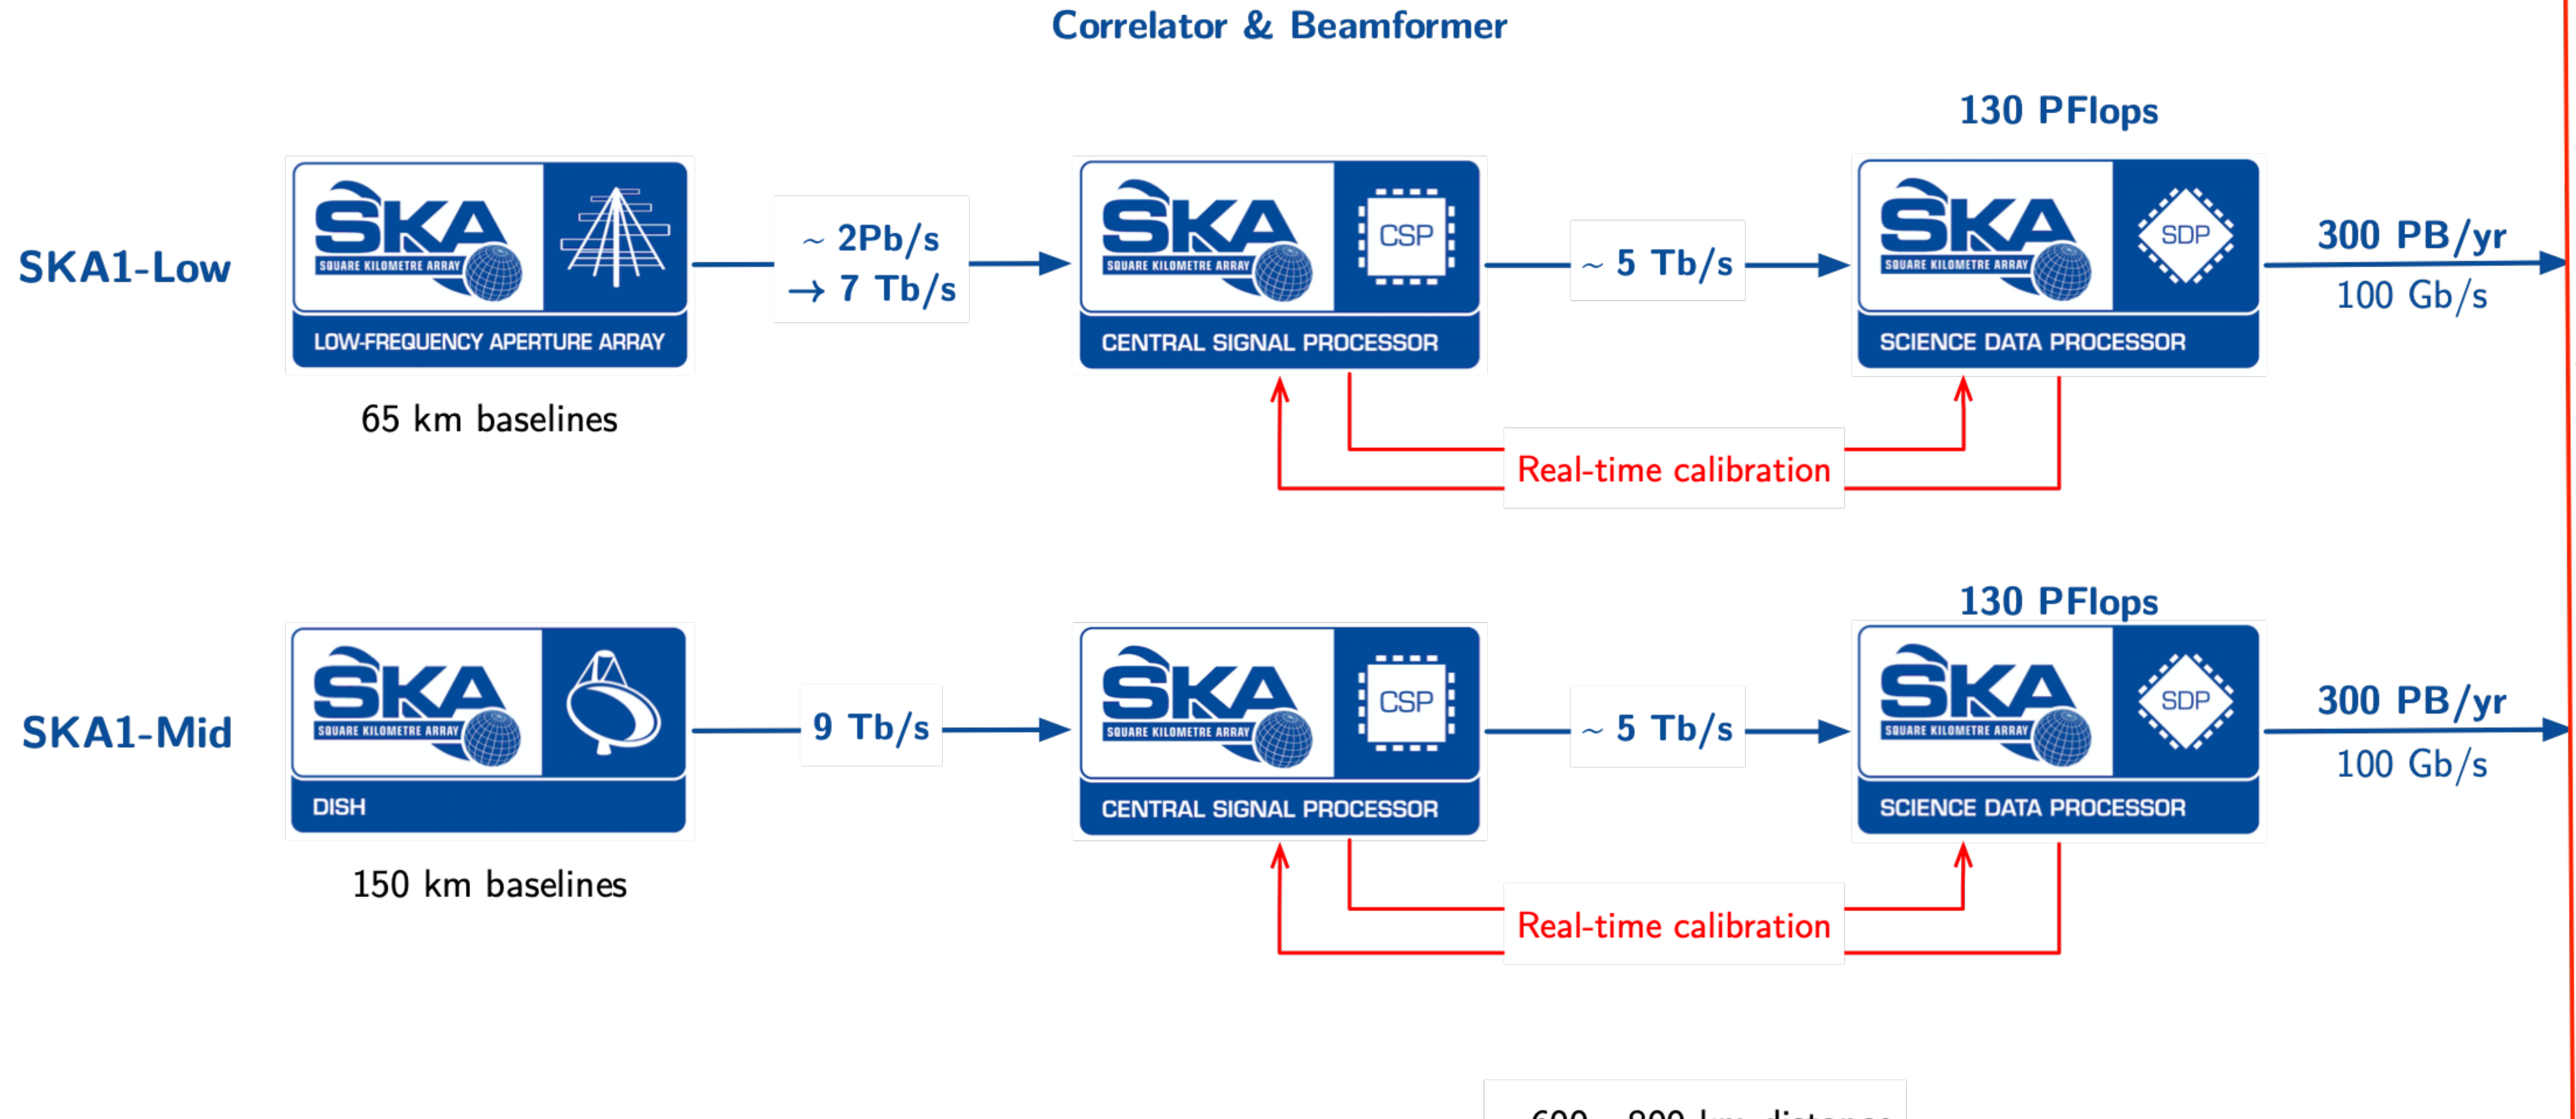 Correlator & Beamformer
130 PFlops
SKA1-Low
SKA
SQUARE KILOMETRE ARRAY
LOW-FREQUENCY APERTURE ARRAY
65 km baselines
~ 2Pb/s
→ 7 Tb/s
SKA
SQUARE KILOMETRE ARRAY
CSP
CENTRAL SIGNAL PROCESSOR
~ 5 Tb/s
SKA
SQUARE KILOMETRE ARRAY
SDP
SCIENCE DATA PROCESSOR
300 PB/yr
100 Gb/s
Real-time calibration
130 PFlops
SKA1-Mid
SKA
SQUARE KILOMETRE ARRAY
DISH
150 km baselines
9 Tb/s
SKA
SQUARE KILOMETRE ARRAY
CSP
CENTRAL SIGNAL PROCESSOR
~ 5 Tb/s
SKA
SQUARE KILOMETRE ARRAY
SDP
SCIENCE DATA PROCESSOR
300 PB/yr
100 Gb/s
Real-time calibration
km distance